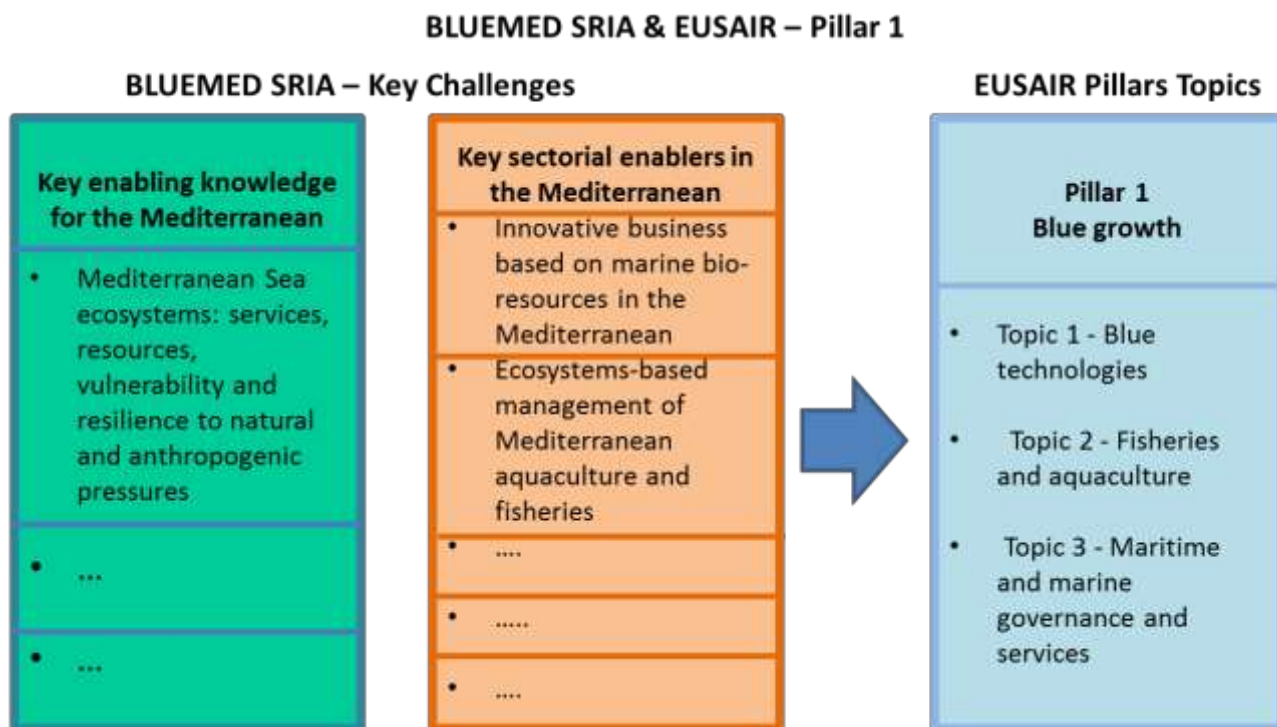 BLUEMED SRIA & EUSAIR – Pillar 1
BLUEMED SRIA – Key Challenges
Key enabling knowledge
for the Mediterranean
• Mediterranean Sea
ecosystems: services,
resources,
vulnerability and
resilience to natural
and anthropogenic
pressures
• ...
• ...
Key sectorial enablers in
the Mediterranean
• Innovative business
based on marine bio-
resources in the
Mediterranean
• Ecosystems-based
management of
Mediterranean
aquaculture and
fisheries
• ....
• .....
• ....
EUSAIR Pillars Topics
Pillar 1
Blue growth
• Topic 1 - Blue
technologies
• Topic 2 - Fisheries
and aquaculture
• Topic 3 - Maritime
and marine
governance and
services